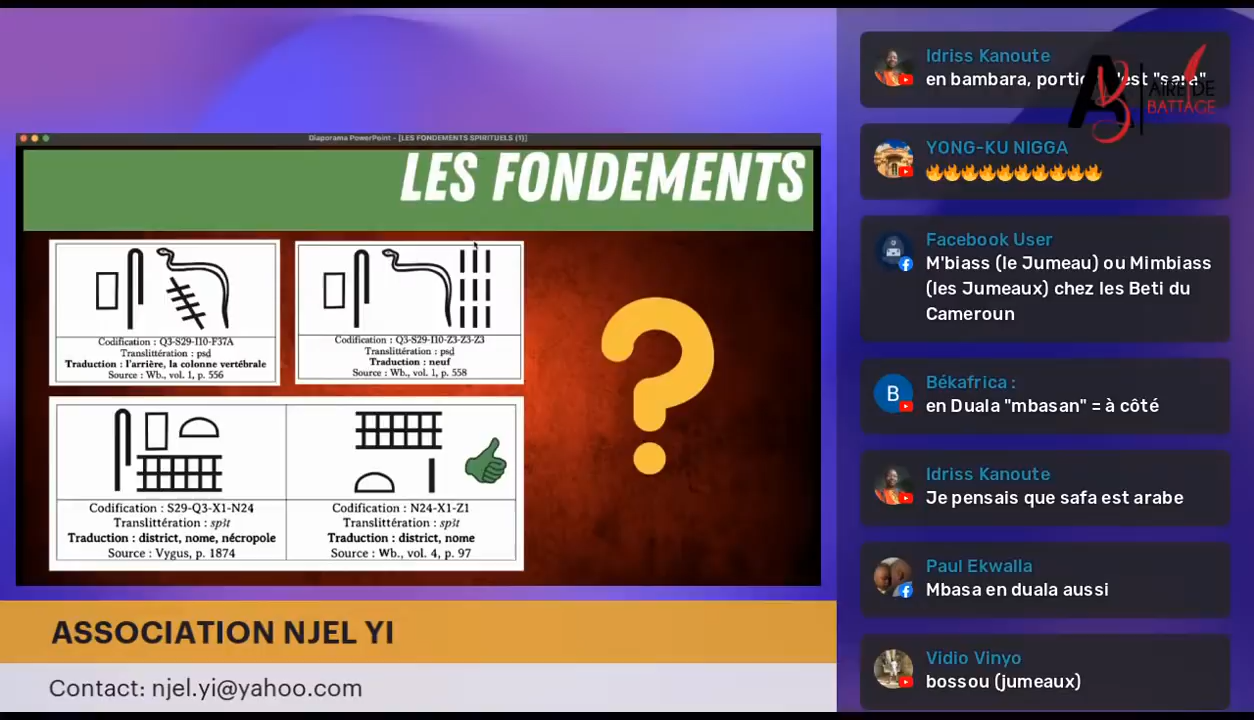 Diaporama PowerPoint - [LES FONDEMENTS SPIRITUELS (1)]
LES FONDEMENTS
Codification : Q3-S29-I10-F37A
Translittération : psḏ
Traduction : l'arrière, la colonne vertébrale
Source : Wb., vol. 1, p. 556
Codification : Q3-S29-I10-Z3-Z3-Z3
Translittération : psḏ
Traduction : neuf
Source : Wb., vol. 1, p. 558
Codification : S29-Q3-X1-N24
Translittération : spꜣt
Traduction : district, nome, nécropole
Source : Vygus, p. 1874
Codification : N24-X1-Z1
Translittération : spꜣt
Traduction : district, nome
Source : Wb., vol. 4, p. 97
?
ASSOCIATION NJEL YI
Contact: njel.yi@yahoo.com
Idriss Kanoute
en bambara, "sara"
AIRE DE
BATTAGE
YONG-KU NIGGA
🔥🔥🔥🔥🔥🔥🔥🔥🔥🔥
Facebook User
M'biass (le Jumeau) ou Mimbiass
(les Jumeaux) chez les Beti du
Cameroun
B
Békafrica :
en Duala "mbasan" = à côté
Idriss Kanoute
Je pensais que safa est arabe
Paul Ekwalla
Mbasa en duala aussi
Vidio Vinyo
bossou (jumeaux)